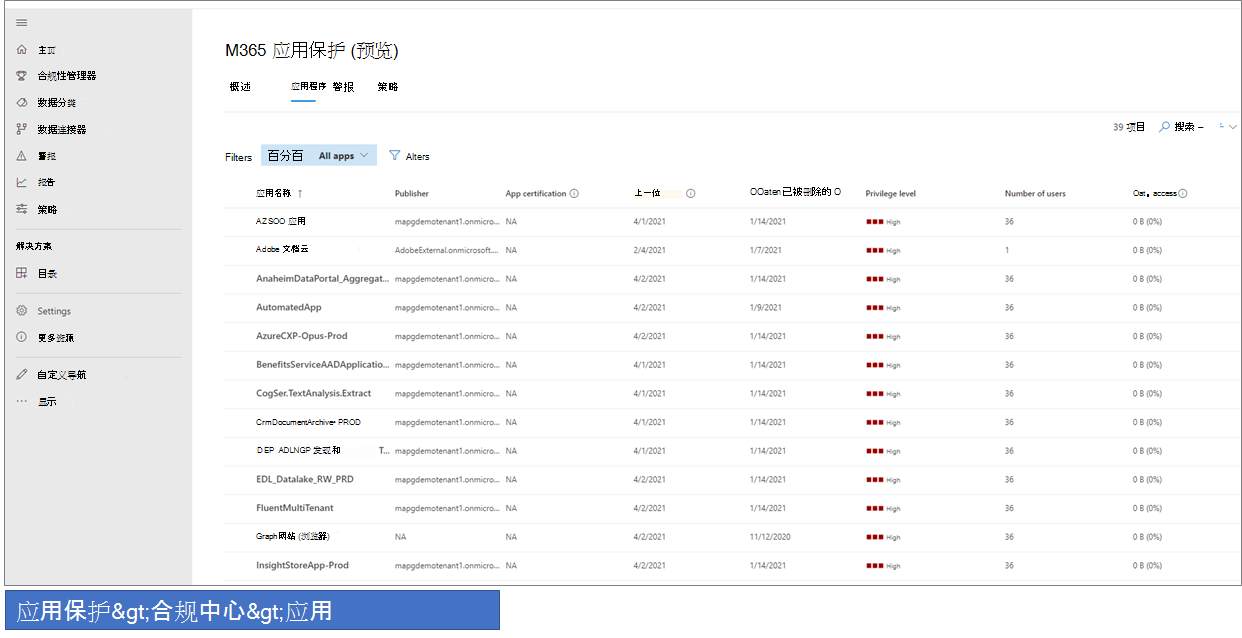 主页
合规性管理器
数据分类
数据连接器
警报
报告
策略
解决方案
目录
Settings
更多资源
自定义导航
显示
M365 应用保护 (预览)
概述 应用程序 警报 策略
39 项目 搜索 –
Filters 百分百 All apps Alters
应用名称 ↑ Publisher App certification 上一位 OOaten已被删除的 O Privilege level Number of users Oat, access
AZSOO 应用 mapgdemotenant1.onmicro... NA 4/1/2021 1/14/2021 High 36 0 B (0%)
Adobe 文档云 AdobeExternal.onmicrosoft.... NA 2/4/2021 1/7/2021 High 1 0 B (0%)
AnaheimDataPortal_Aggregat... mapgdemotenant1.onmicro... NA 4/2/2021 1/14/2021 High 36 0 B (0%)
AutomatedApp mapgdemotenant1.onmicro... NA 4/2/2021 1/9/2021 High 36 0 B (0%)
AzureCXP-Opus-Prod mapgdemotenant1.onmicro... NA 4/2/2021 1/14/2021 High 36 0 B (0%)
BenefitsServiceAADApplicatio... mapgdemotenant1.onmicro... NA 4/1/2021 1/14/2021 High 36 0 B (0%)
CogSer.TextAnalysis.Extract mapgdemotenant1.onmicro... NA 4/1/2021 1/14/2021 High 36 0 B (0%)
CrmDocumentArchive• PROD mapgdemotenant1.onmicro... NA 4/1/2021 1/14/2021 High 36 0 B (0%)
DEP ADLNGP 发现和 T... mapgdemotenant1.onmicro... NA 4/1/2021 1/14/2021 High 36 0 B (0%)
EDL_Datalake_RW_PRD mapgdemotenant1.onmicro... NA 4/2/2021 1/14/2021 High 36 0 B (0%)
FluentMultiTenant mapgdemotenant1.onmicro... NA 4/2/2021 1/14/2021 High 36 0 B (0%)
Graph网站 (浏览器) NA NA 4/2/2021 11/12/2020 High 36 0 B (0%)
InsightStoreApp-Prod mapgdemotenant1.onmicro... NA 4/2/2021 1/14/2021 High 36 0 B (0%)
应用保护&gt;合规中心&gt;应用